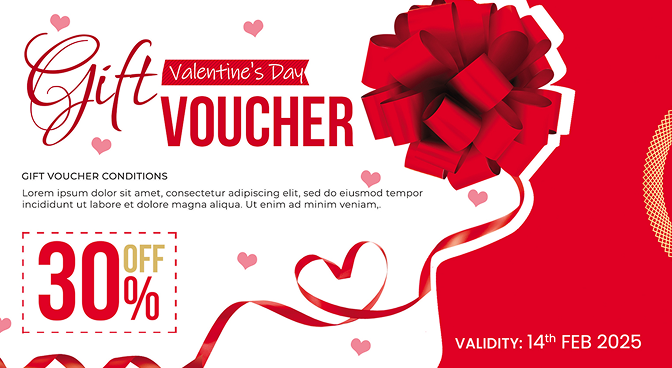 Gift
Valentine's Day
VOUCHER
GIFT VOUCHER CONDITIONS
Lorem ipsum dolor sit amet, consectetur adipiscing elit, sed do eiusmod tempor
incididunt ut labore et dolore magna aliqua. Ut enim ad minim veniam,.
30% OFF
VALIDITY: 14th FEB 2025